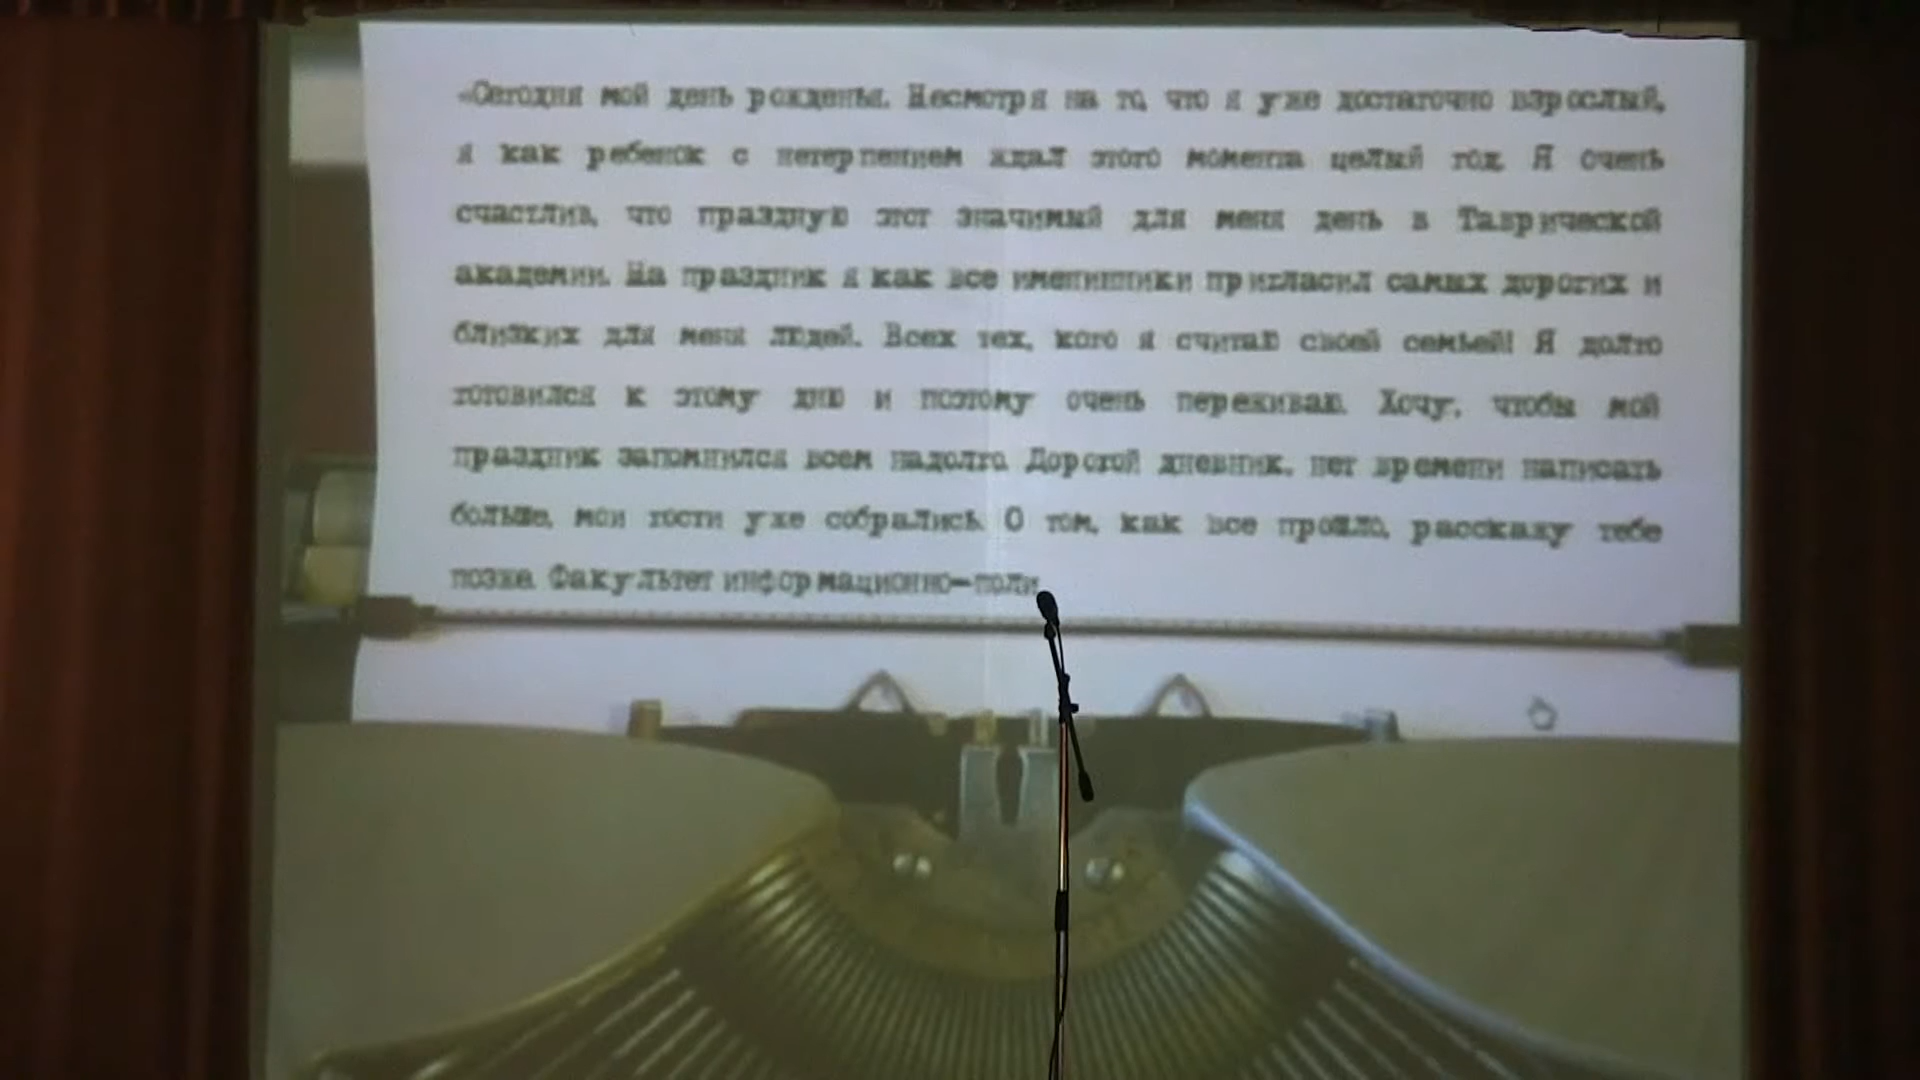 «Сегодня мой день рожденья. Несмотря на то, что я уже достаточно взрослый,
я как ребенок с нетерпением ждал этого момента целый год. Я очень
счастлив, что праздную этот значимый для меня день в Таврической
академии. На праздник я как все именинники пригласил самых дорогих и
близких для меня людей. Всех тех, кого я считаю своей семьей! Я долго
готовился к этому дню и поэтому очень переживаю. Хочу, чтобы мой
праздник запомнился всем надолго. Дорогой дневник, нет времени написать
больше, мои гости уже собрались. О том, как все прошло, расскажу тебе
позже. Факультет информационно-поли